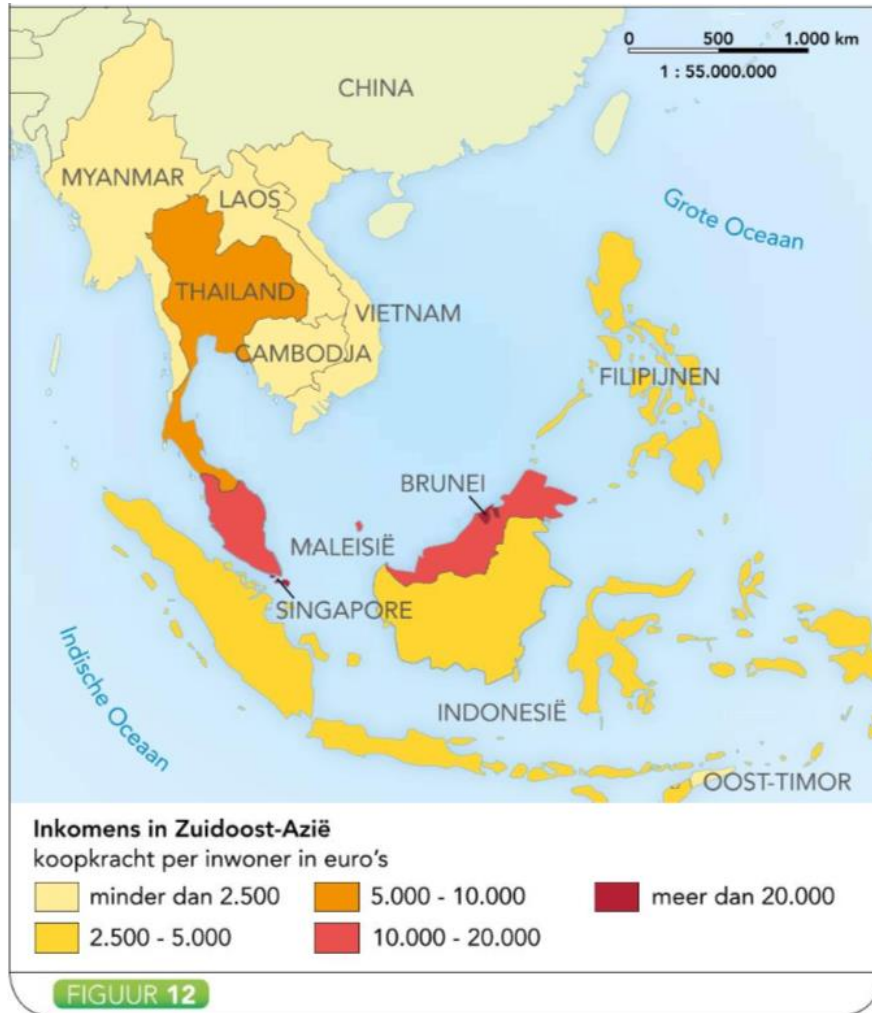 0 500 1.000 km
1 : 55.000.000
CHINA
MYANMAR
LAOS
Grote Oceaan
THAILAND
VIETNAM
CAMBODJA
FILIPIJNEN
BRUNEI
MALEISIË
SINGAPORE
Indische Oceaan
INDONESIË
OOST-TIMOR
Inkomens in Zuidoost-Azië
koopkracht per inwoner in euro's
minder dan 2.500 5.000 - 10.000 meer dan 20.000
2.500 - 5.000 10.000 - 20.000
FIGUUR 12